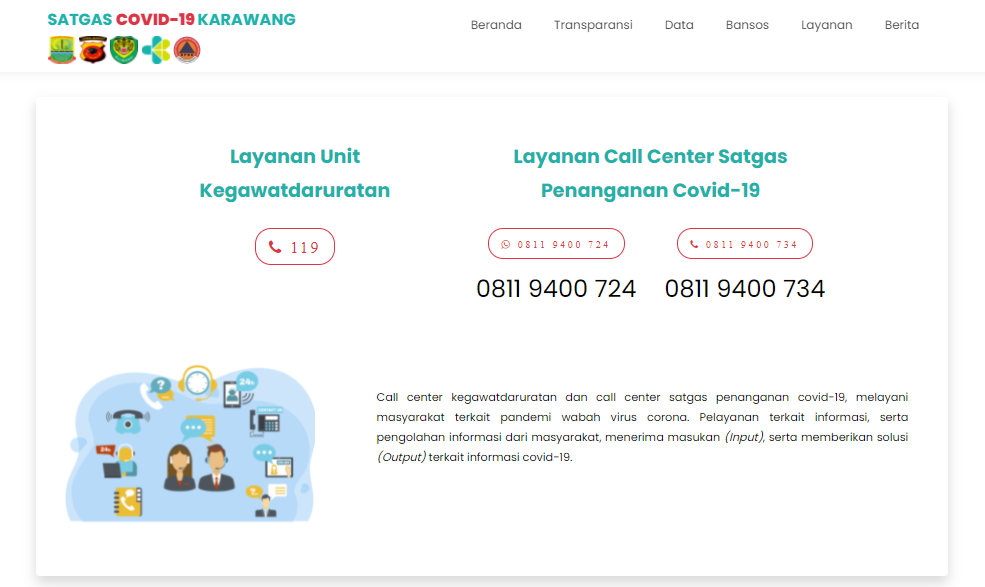 SATGAS COVID-19 KARAWANG
Beranda Transparansi Data Bansos Layanan Berita
Layanan Unit
Kegawatdaruratan
119
Layanan Call Center Satgas
Penanganan Covid-19
0811 9400 724
0811 9400 734
0811 9400 724
0811 9400 734
24h
24h
Call center kegawatdaruratan dan call center satgas penanganan covid-19, melayani
masyarakat terkait pandemi wabah virus corona. Pelayanan terkait informasi, serta
pengolahan informasi dari masyarakat, menerima masukan (Input), serta memberikan solusi
(Output) terkait informasi covid-19.